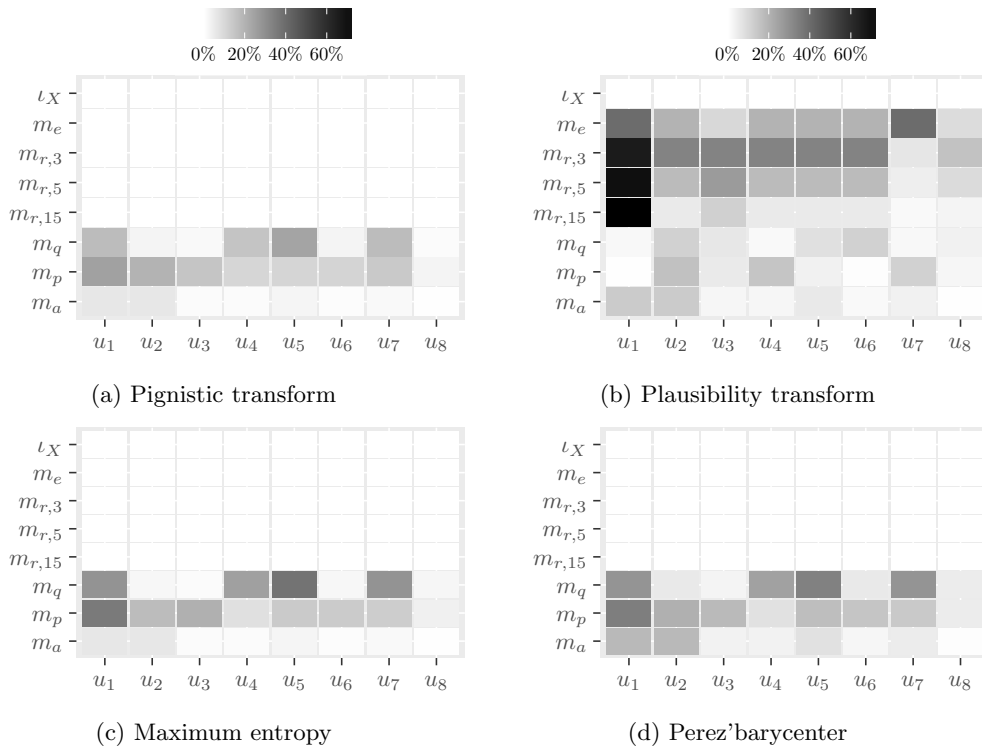 0% 20% 40% 60%
0% 20% 40% 60%
ι_X
m_e
m_{r,3}
m_{r,5}
m_{r,15}
m_q
m_p
m_a
u_1 u_2 u_3 u_4 u_5 u_6 u_7 u_8
(a) Pignistic transform
ι_X
m_e
m_{r,3}
m_{r,5}
m_{r,15}
m_q
m_p
m_a
u_1 u_2 u_3 u_4 u_5 u_6 u_7 u_8
(b) Plausibility transform
ι_X
m_e
m_{r,3}
m_{r,5}
m_{r,15}
m_q
m_p
m_a
u_1 u_2 u_3 u_4 u_5 u_6 u_7 u_8
(c) Maximum entropy
ι_X
m_e
m_{r,3}
m_{r,5}
m_{r,15}
m_q
m_p
m_a
u_1 u_2 u_3 u_4 u_5 u_6 u_7 u_8
(d) Perez'barycenter